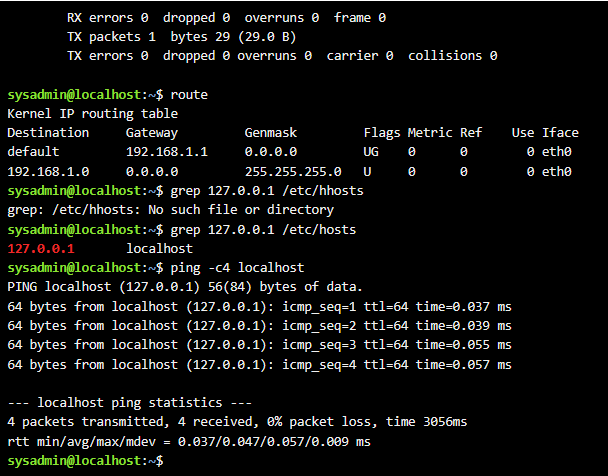 RX errors 0  dropped 0  overruns 0  frame 0
TX packets 1  bytes 29 (29.0 B)
TX errors 0  dropped 0 overruns 0  carrier 0  collisions 0
sysadmin@localhost:~$ route
Kernel IP routing table
Destination     Gateway         Genmask         Flags Metric Ref    Use Iface
default         192.168.1.1     0.0.0.0         UG    0      0        0 eth0
192.168.1.0     0.0.0.0         255.255.255.0   U     0      0        0 eth0
sysadmin@localhost:~$ grep 127.0.0.1 /etc/hhosts
grep: /etc/hhosts: No such file or directory
sysadmin@localhost:~$ grep 127.0.0.1 /etc/hosts
127.0.0.1       localhost
sysadmin@localhost:~$ ping -c4 localhost
PING localhost (127.0.0.1) 56(84) bytes of data.
64 bytes from localhost (127.0.0.1): icmp_seq=1 ttl=64 time=0.037 ms
64 bytes from localhost (127.0.0.1): icmp_seq=2 ttl=64 time=0.039 ms
64 bytes from localhost (127.0.0.1): icmp_seq=3 ttl=64 time=0.055 ms
64 bytes from localhost (127.0.0.1): icmp_seq=4 ttl=64 time=0.057 ms
--- localhost ping statistics ---
4 packets transmitted, 4 received, 0% packet loss, time 3056ms
rtt min/avg/max/mdev = 0.037/0.047/0.057/0.009 ms
sysadmin@localhost:~$